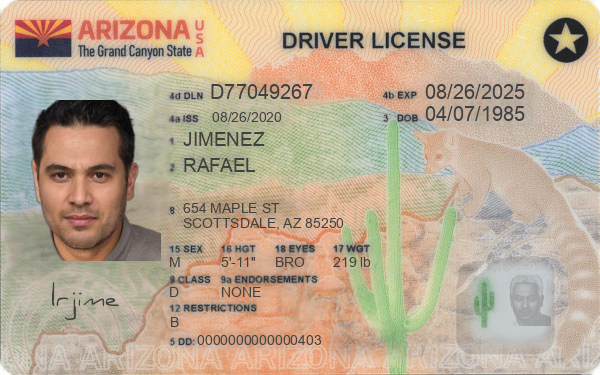 ARIZONA USA
The Grand Canyon State
DRIVER LICENSE
4d DLN D77049267 4b EXP 08/26/2025
4a ISS 08/26/2020 3 DOB 04/07/1985
1 JIMENEZ
2 RAFAEL
8 654 MAPLE ST
SCOTTSDALE, AZ 85250
15 SEX 16 HGT 18 EYES 17 WGT
M 5'-11" BRO 219 lb
9 CLASS 9a ENDORSEMENTS
D NONE
12 RESTRICTIONS
B
Irjime
5 DD: 0000000000000403
ARIZONA ARIZONA ARIZONA ARIZONA